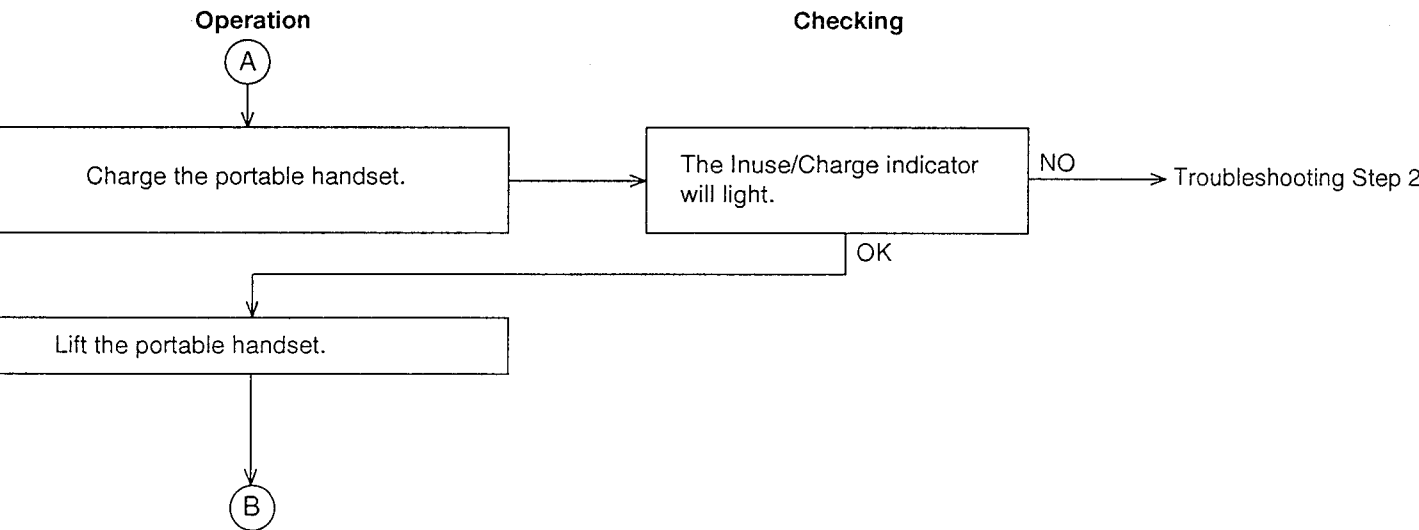 Operation
Checking
A
Charge the portable handset.
The Inuse/Charge indicator
will light.
NO
Troubleshooting Step 2
OK
Lift the portable handset.
B